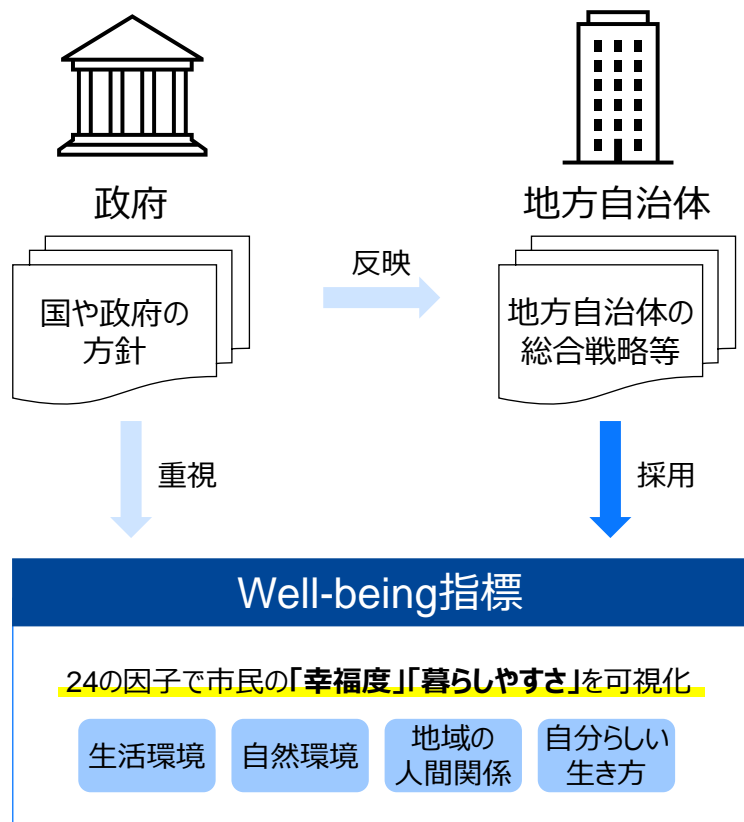 政府
地方自治体
国や政府の
方針
反映
地方自治体の
総合戦略等
重視
採用
Well-being指標
24の因子で市民の「幸福度」「暮らしやすさ」を可視化
生活環境
自然環境
地域の
人間関係
自分らしい
生き方